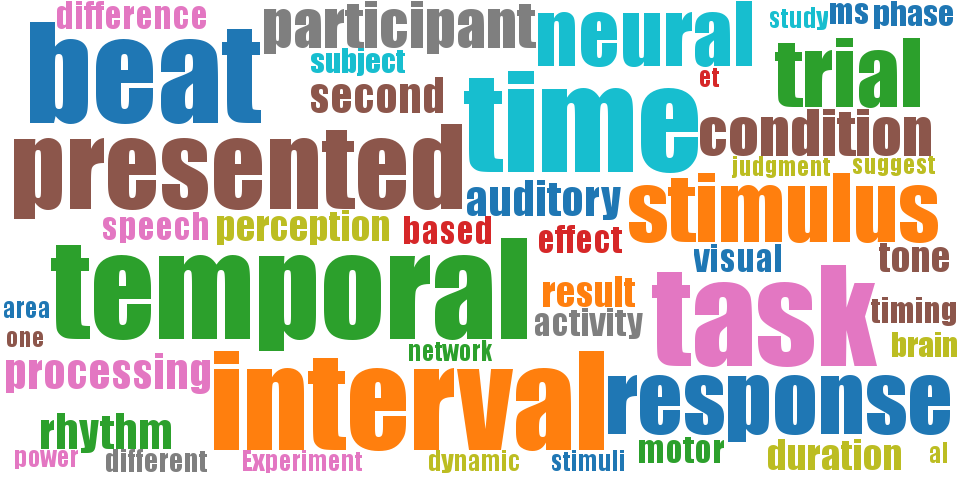 difference
participant
neural
study
ms
phase
beat
subject
et
trial
second
time
condition
presented
judgment
suggest
auditory
stimulus
speech
perception
based
effect
visual
tone
temporal
task
area
result
timing
one
activity
brain
network
processing
interval
response
rhythm
motor
duration
power
different
Experiment
dynamic
stimuli
al